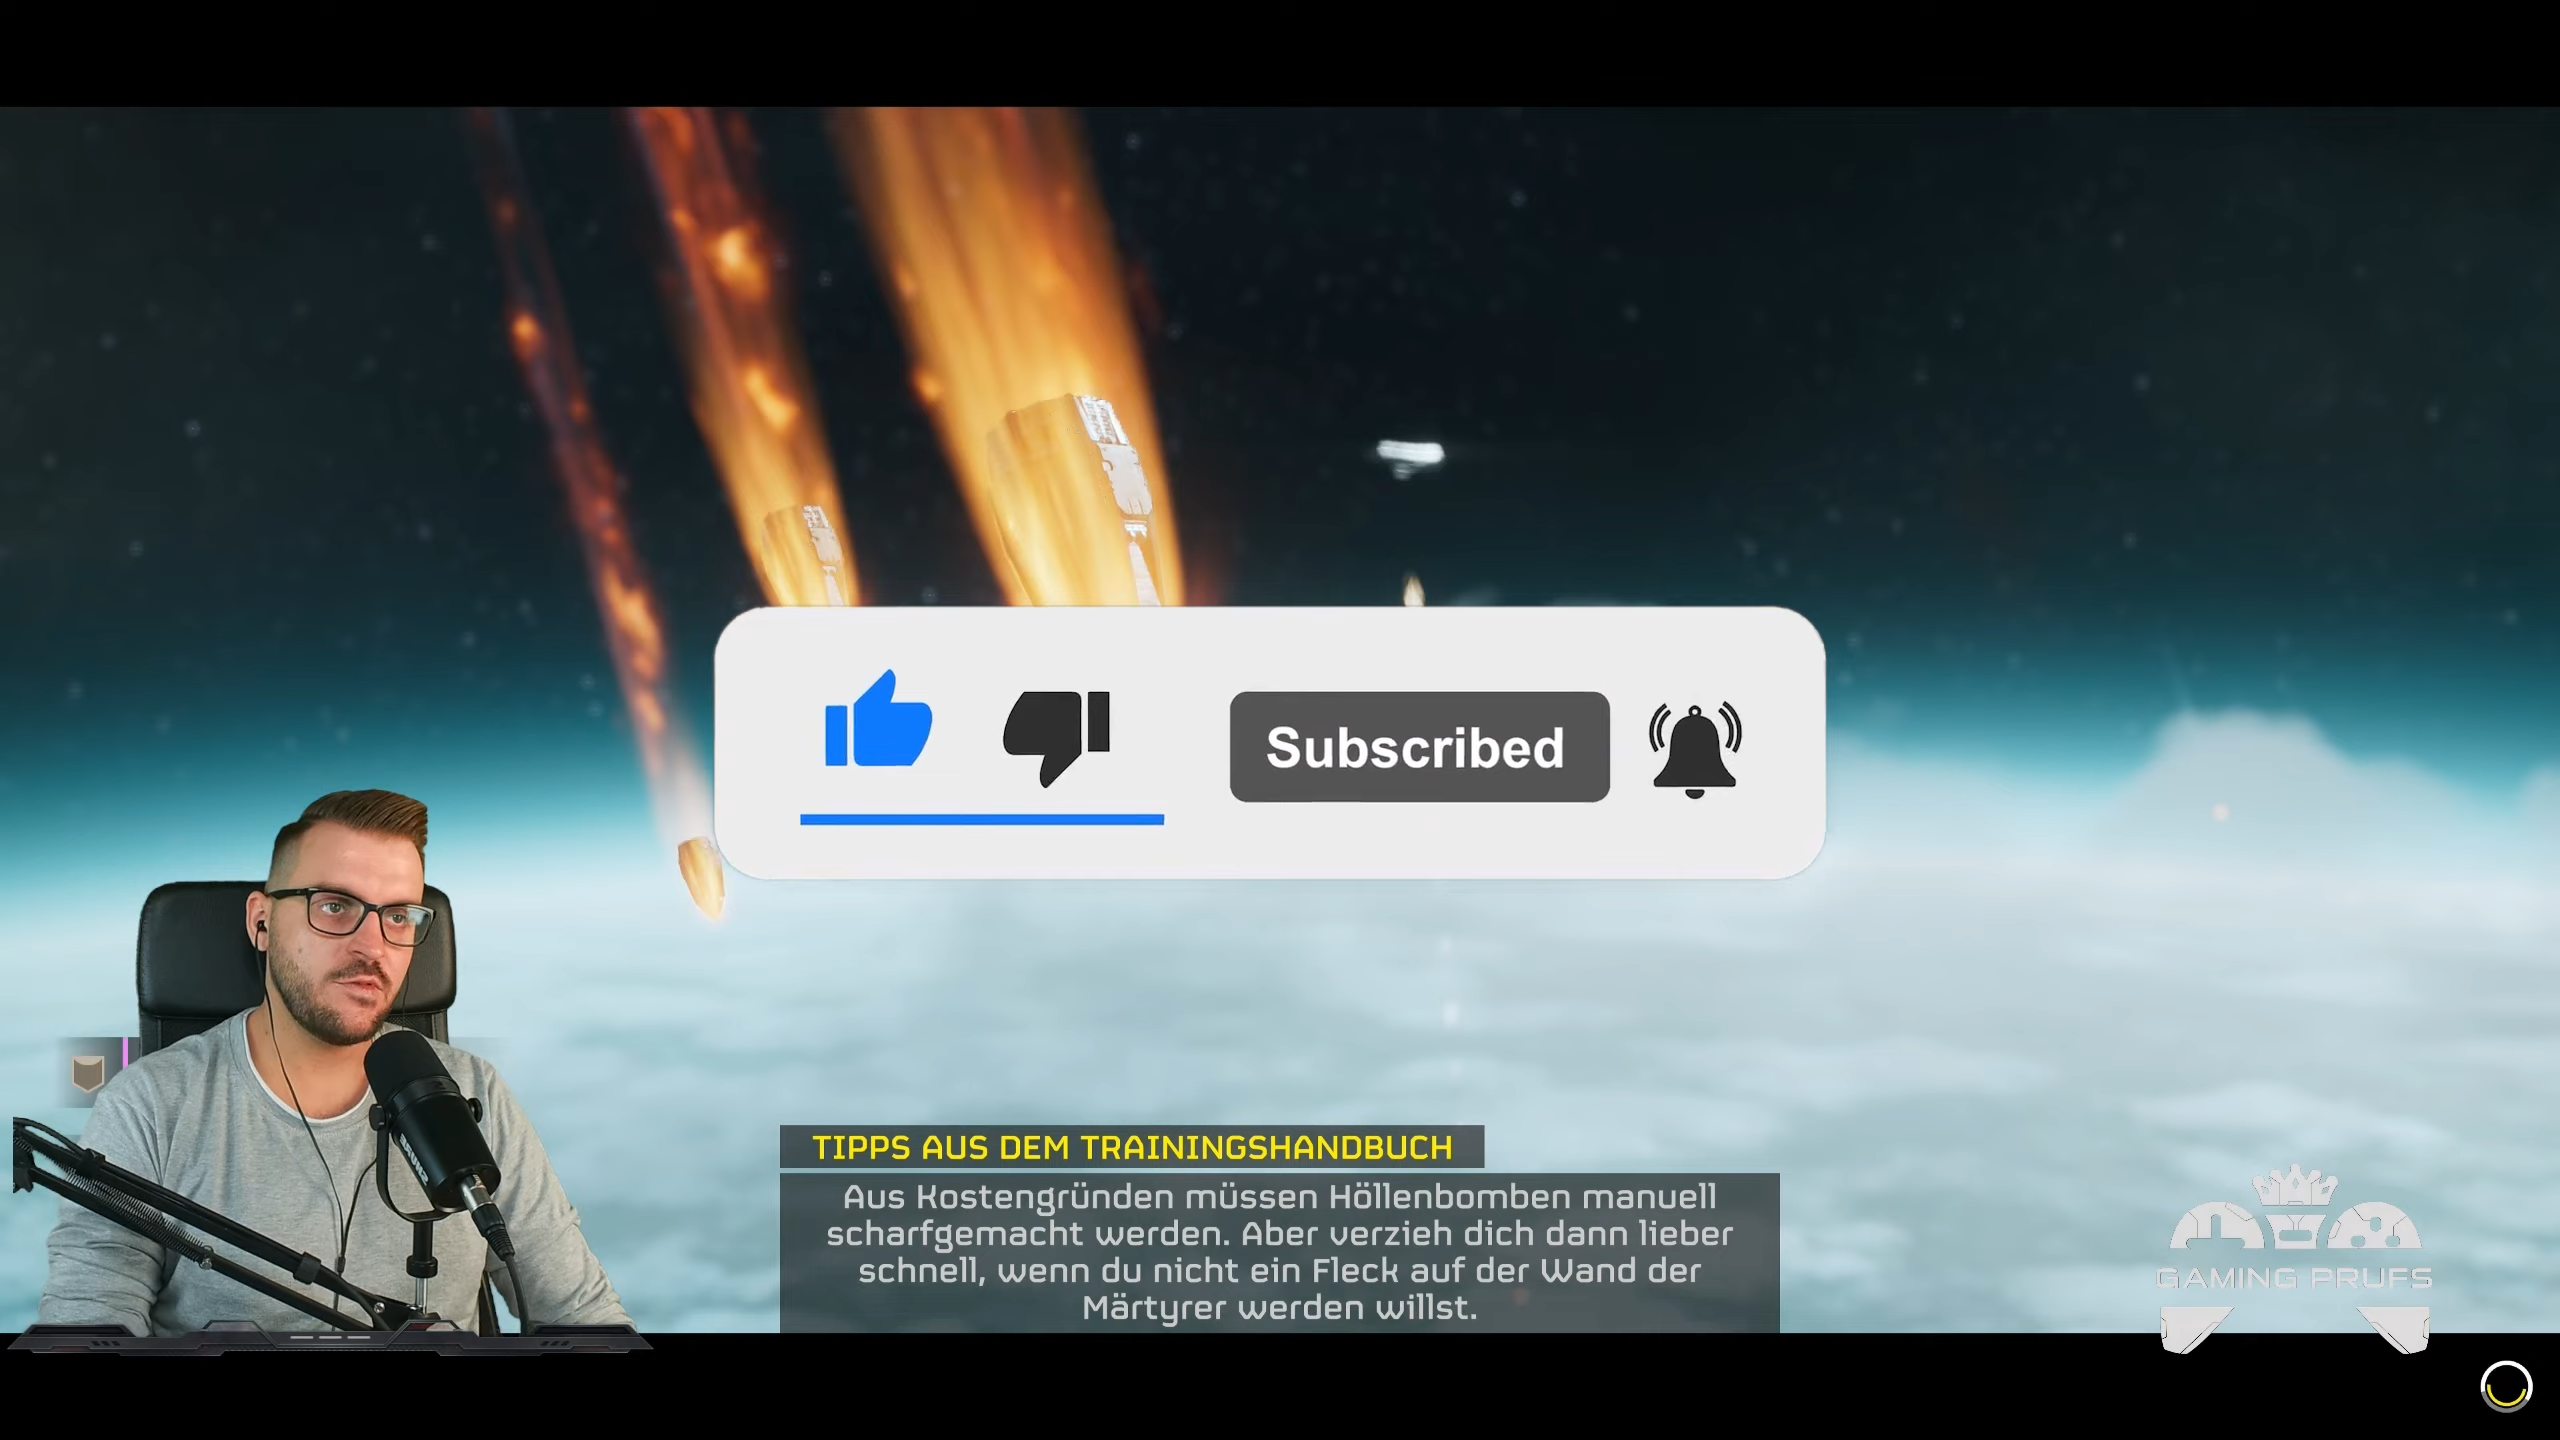 Subscribed
TIPPS AUS DEM TRAININGSHANDBUCH
Aus Kostengründen müssen Höllenbomben manuell
scharfgemacht werden. Aber verzieh dich dann lieber
schnell, wenn du nicht ein Fleck auf der Wand der
Märtyrer werden willst.
GAMING PRUFS